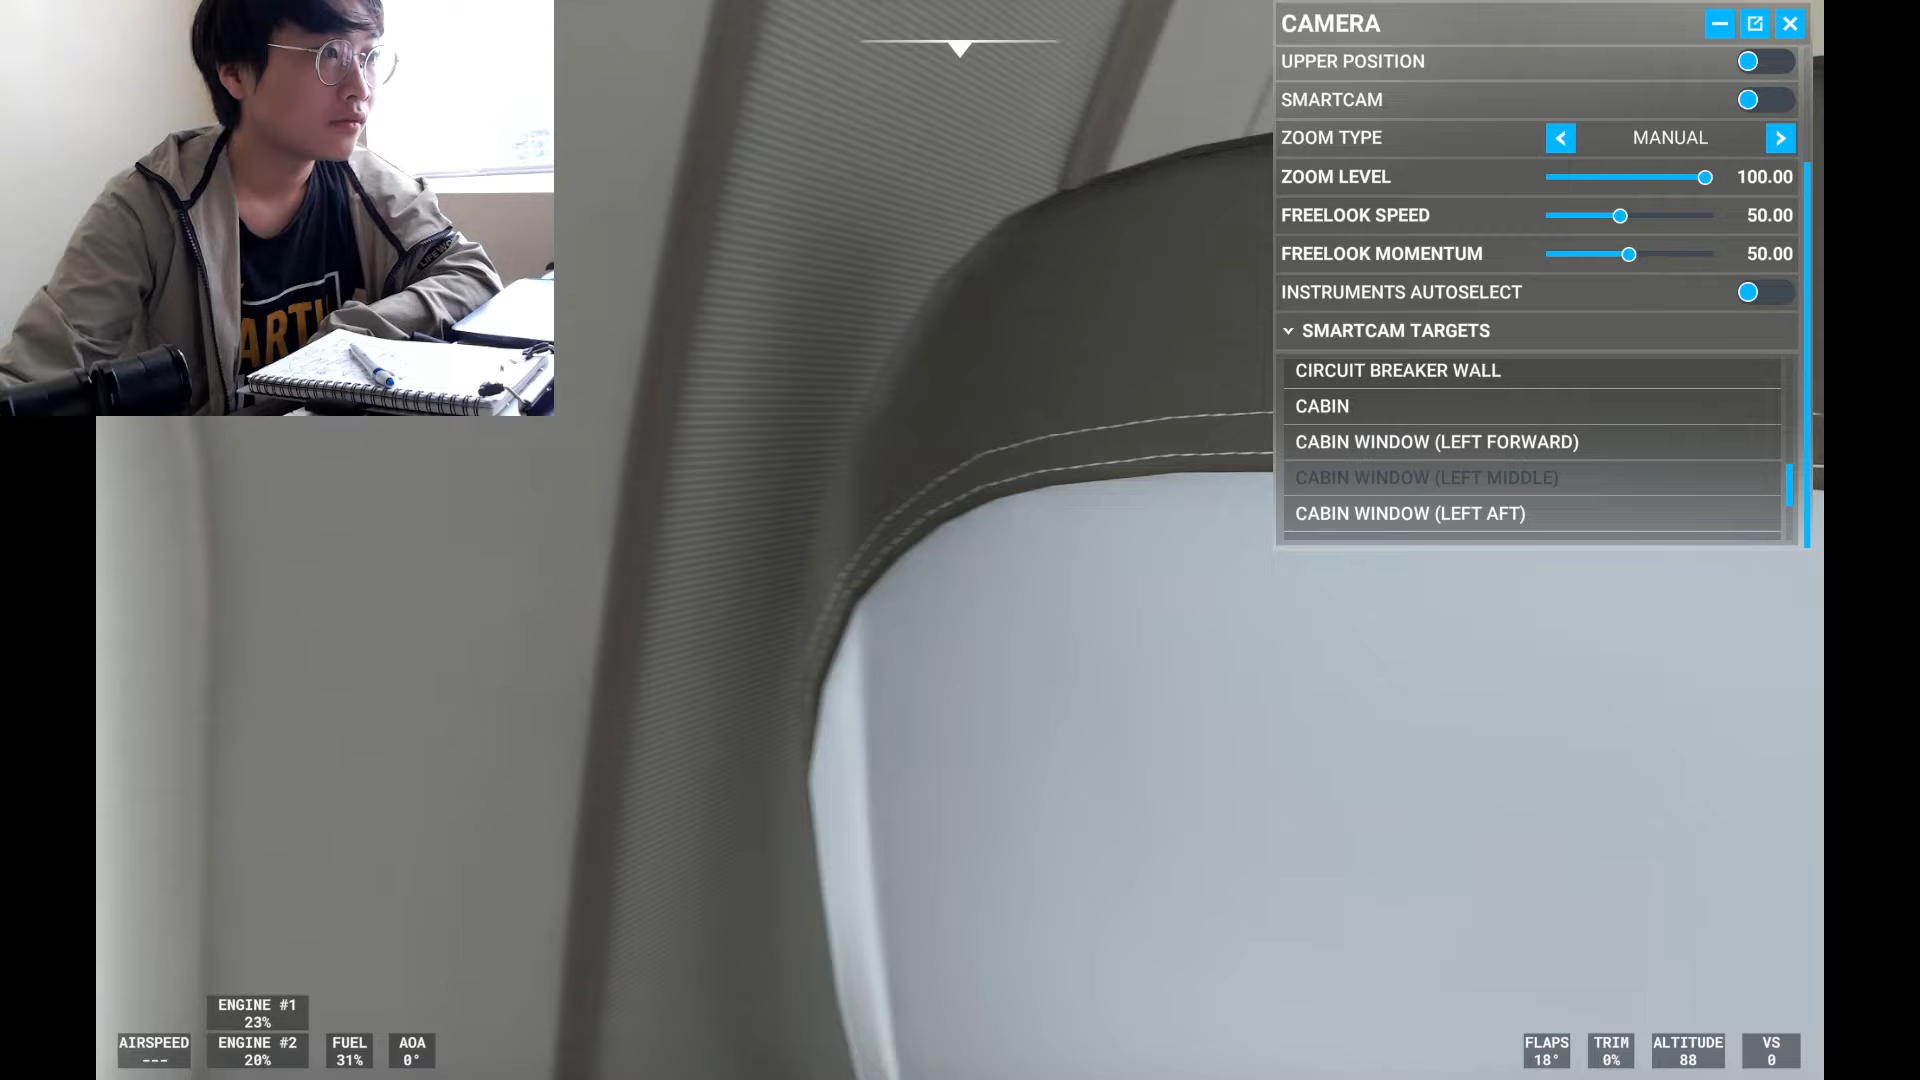 CAMERA
UPPER POSITION
SMARTCAM
ZOOM TYPE MANUAL
ZOOM LEVEL 100.00
FREELOOK SPEED 50.00
FREELOOK MOMENTUM 50.00
INSTRUMENTS AUTOSELECT
SMARTCAM TARGETS
CIRCUIT BREAKER WALL
CABIN
CABIN WINDOW (LEFT FORWARD)
CABIN WINDOW (LEFT MIDDLE)
CABIN WINDOW (LEFT AFT)
ENGINE #1
23%
AIRSPEED
---
ENGINE #2
20%
FUEL
31%
AOA
0°
FLAPS
18°
TRIM
0%
ALTITUDE
88
VS
0